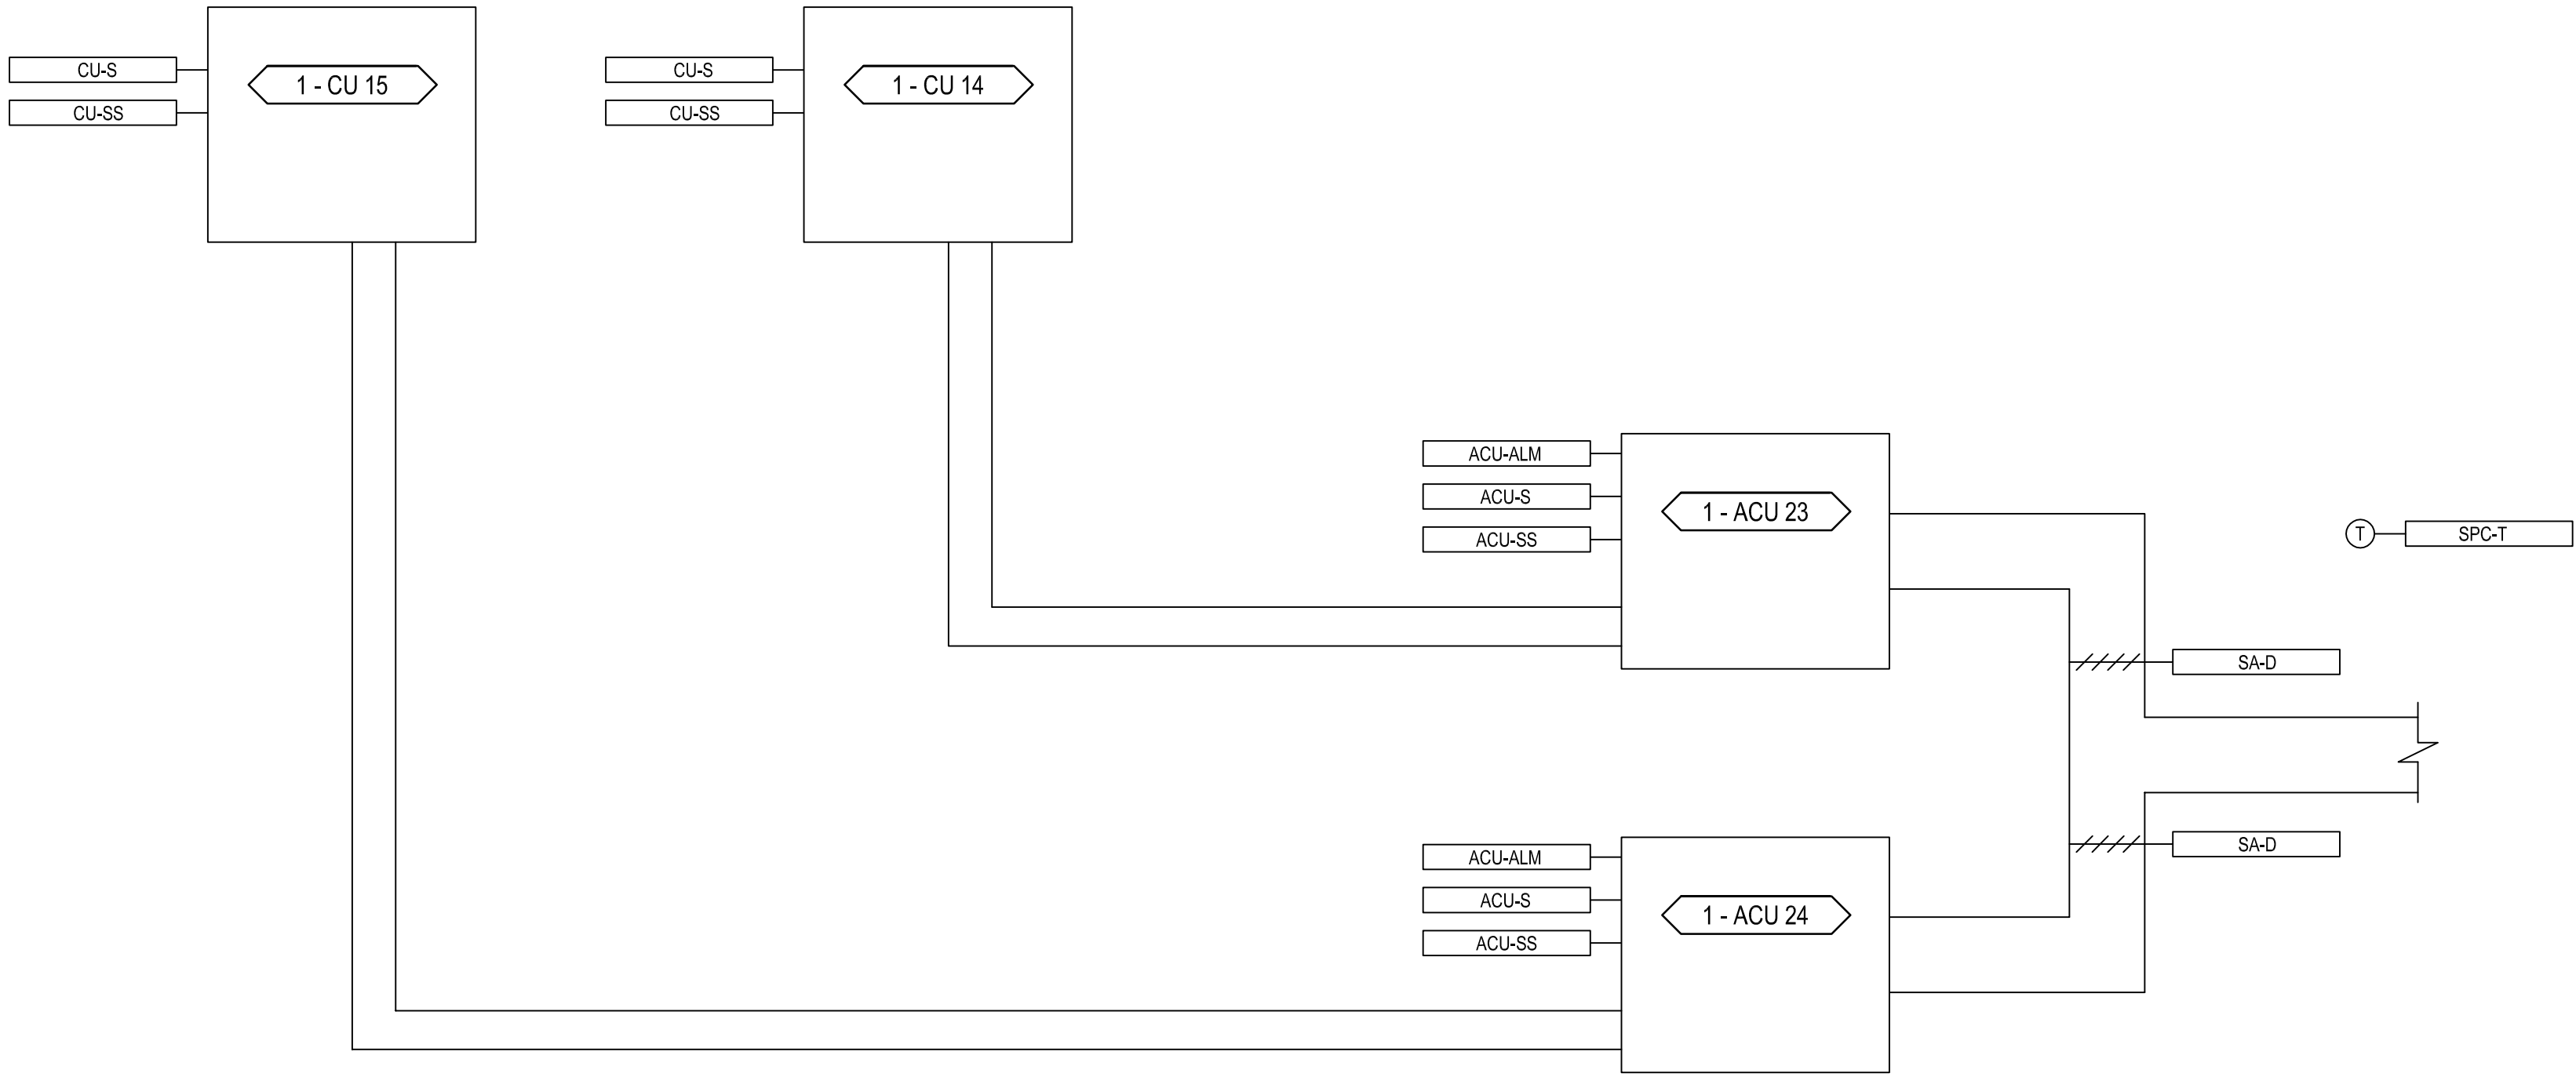 CU-S
CU-SS
1 - CU 15
CU-S
CU-SS
1 - CU 14
ACU-ALM
ACU-S
ACU-SS
1 - ACU 23
T
SPC-T
SA-D
SA-D
ACU-ALM
ACU-S
ACU-SS
1 - ACU 24